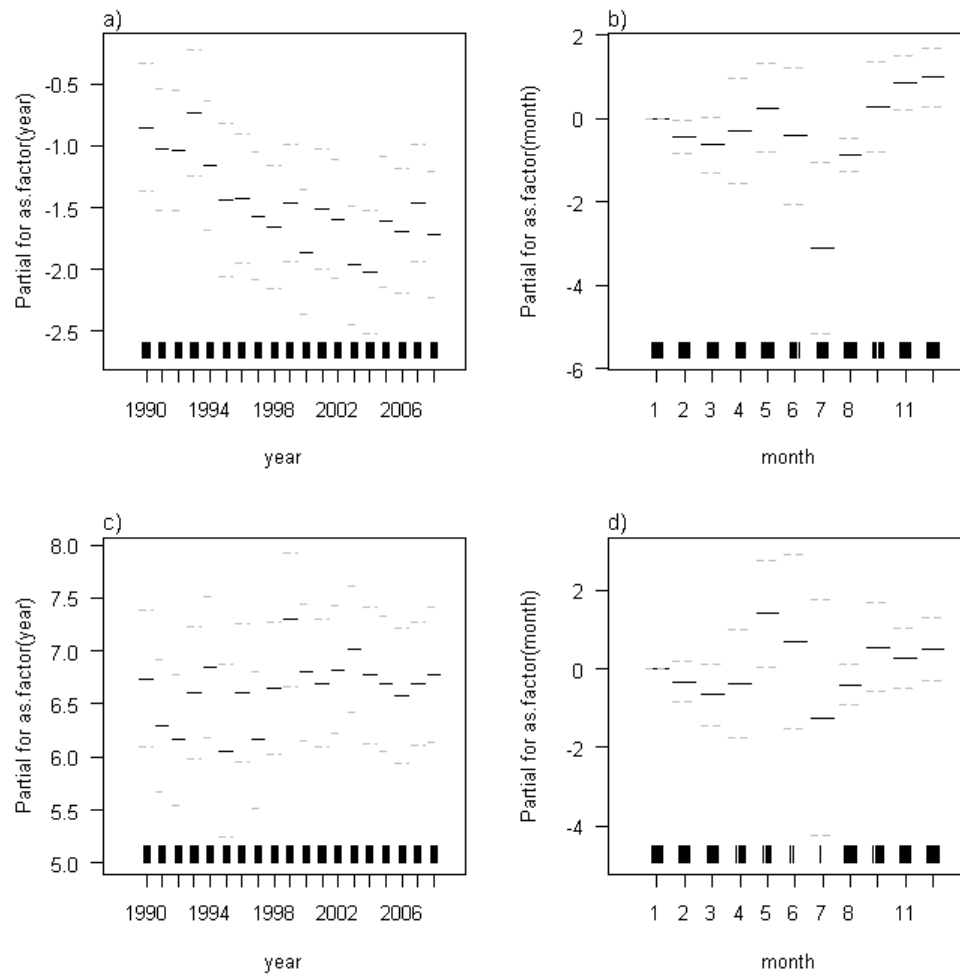 a)
Partial for as.factor(year)
-0.5
-1.0
-1.5
-2.0
-2.5
1990 1994 1998 2002 2006
year
b)
Partial for as.factor(month)
2
0
-2
-4
-6
1 2 3 4 5 6 7 8 11
month
c)
Partial for as.factor(year)
8.0
7.5
7.0
6.5
6.0
5.5
5.0
1990 1994 1998 2002 2006
year
d)
Partial for as.factor(month)
2
0
-2
-4
1 2 3 4 5 6 7 8 11
month